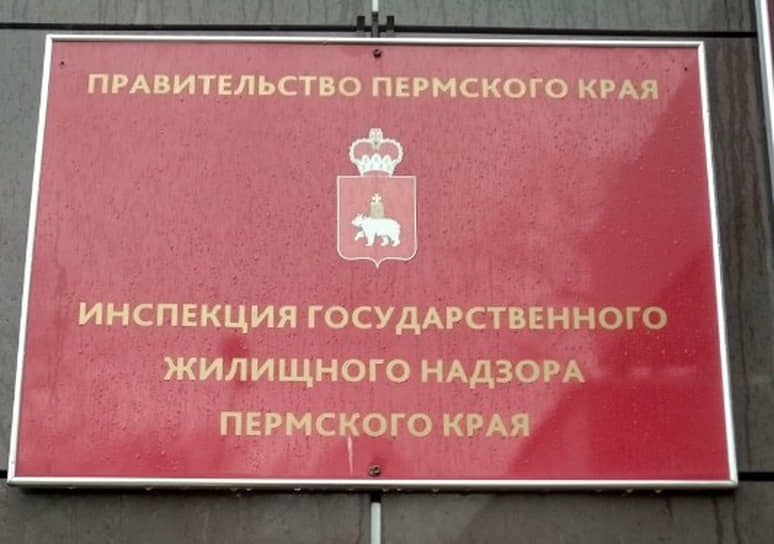 ПРАВИТЕЛЬСТВО ПЕРМСКОГО КРАЯ
ИНСПЕКЦИЯ ГОСУДАРСТВЕННОГО
ЖИЛИЩНОГО НАДЗОРА
ПЕРМСКОГО КРАЯ